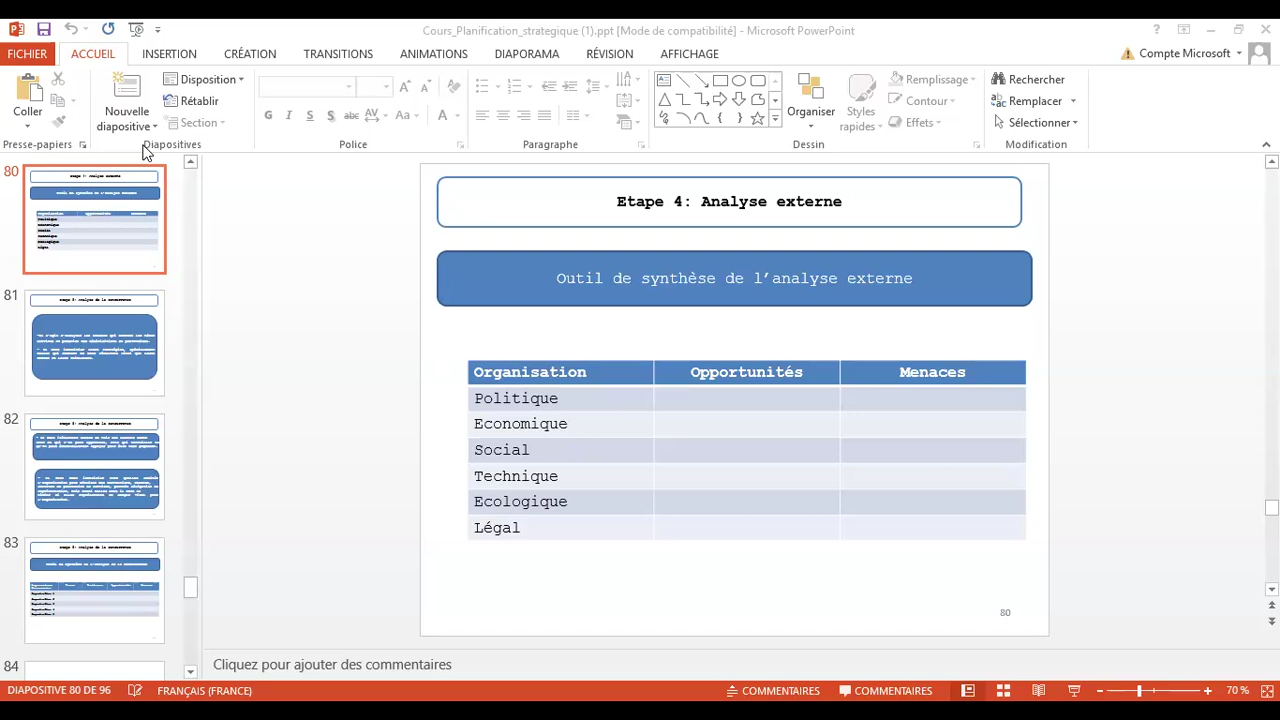 Cours_Planification_strategique (1).ppt [Mode de compatibilité] - Microsoft PowerPoint
FICHIER ACCUEIL INSERTION CRÉATION TRANSITIONS ANIMATIONS DIAPORAMA RÉVISION AFFICHAGE Compte Microsoft
Coller
Nouvelle diapositive
Disposition
Rétablir
Section
G I S S abc AV Aa A
Organiser
Styles rapides
Remplissage
Contour
Effets
Rechercher
Remplacer
Sélectionner
Presse-papiers Diapositives Police Paragraphe Dessin Modification
80
81
82
83
84
Etape 4: Analyse externe
Outil de synthèse de l’analyse externe
Organisation Opportunités Menaces
Politique
Economique
Social
Technique
Ecologique
Légal
80
Cliquez pour ajouter des commentaires
DIAPOSITIVE 80 DE 96 FRANÇAIS (FRANCE) COMMENTAIRES COMMENTAIRES 70 %